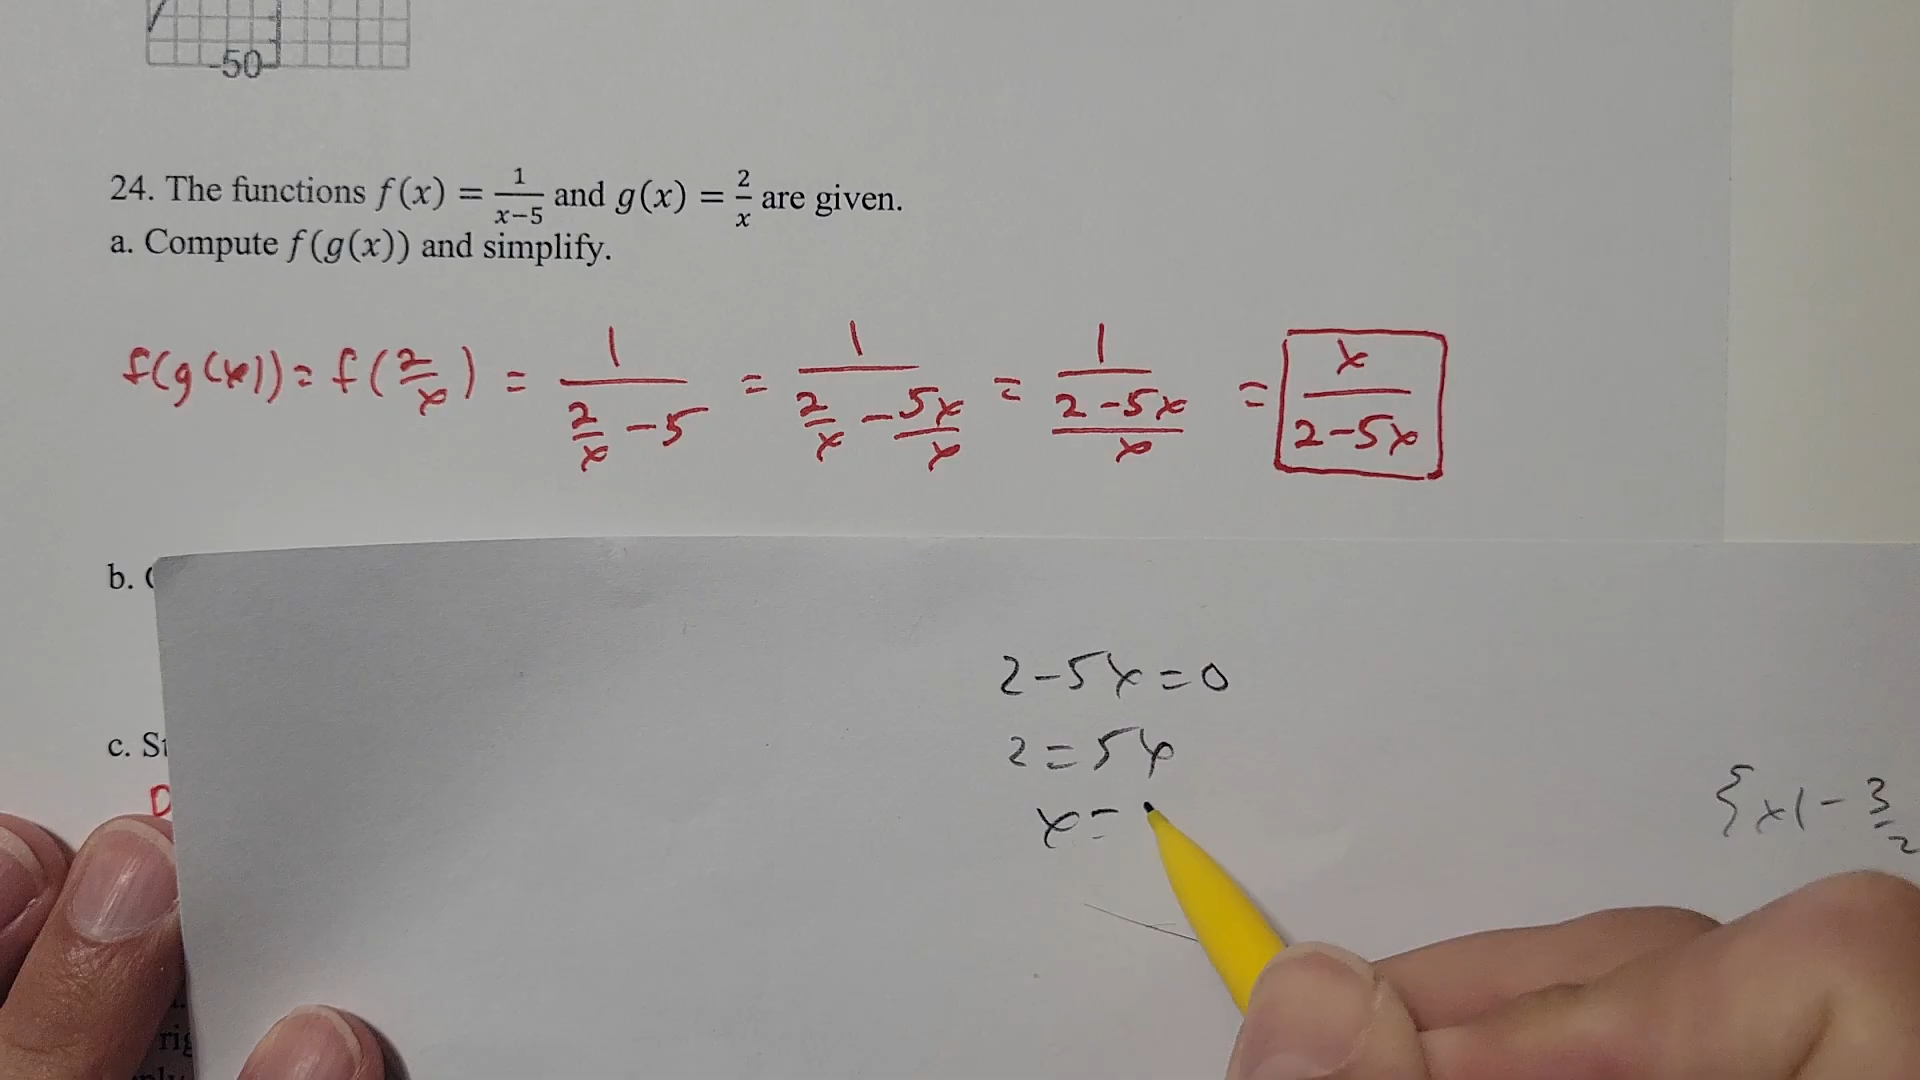 -50
24. The functions f(x) = 1/(x-5) and g(x) = 2/x are given.
a. Compute f(g(x)) and simplify.
f(g(x)) = f(2/x) = 1/(2/x - 5) = 1/(2/x - 5x/x) = 1/((2-5x)/x) = x/(2-5x)
b.
2-5x=0
c.
2=5x
{x|-3/2
x=